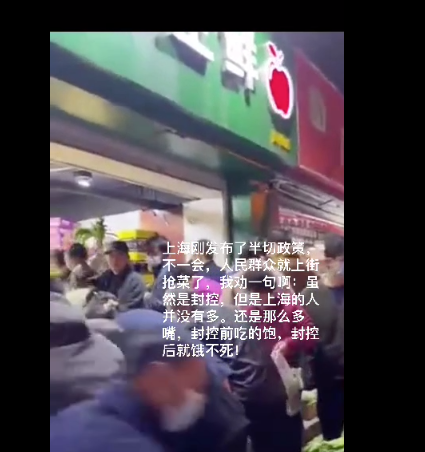 鲜
上海刚发布了半切政策，
不一会，人民群众就上街
抢菜了，我劝一句啊：虽
然是封控，但是上海的人
并没有多。还是那么多
嘴，封控前吃的饱，封控
后就饿不死！